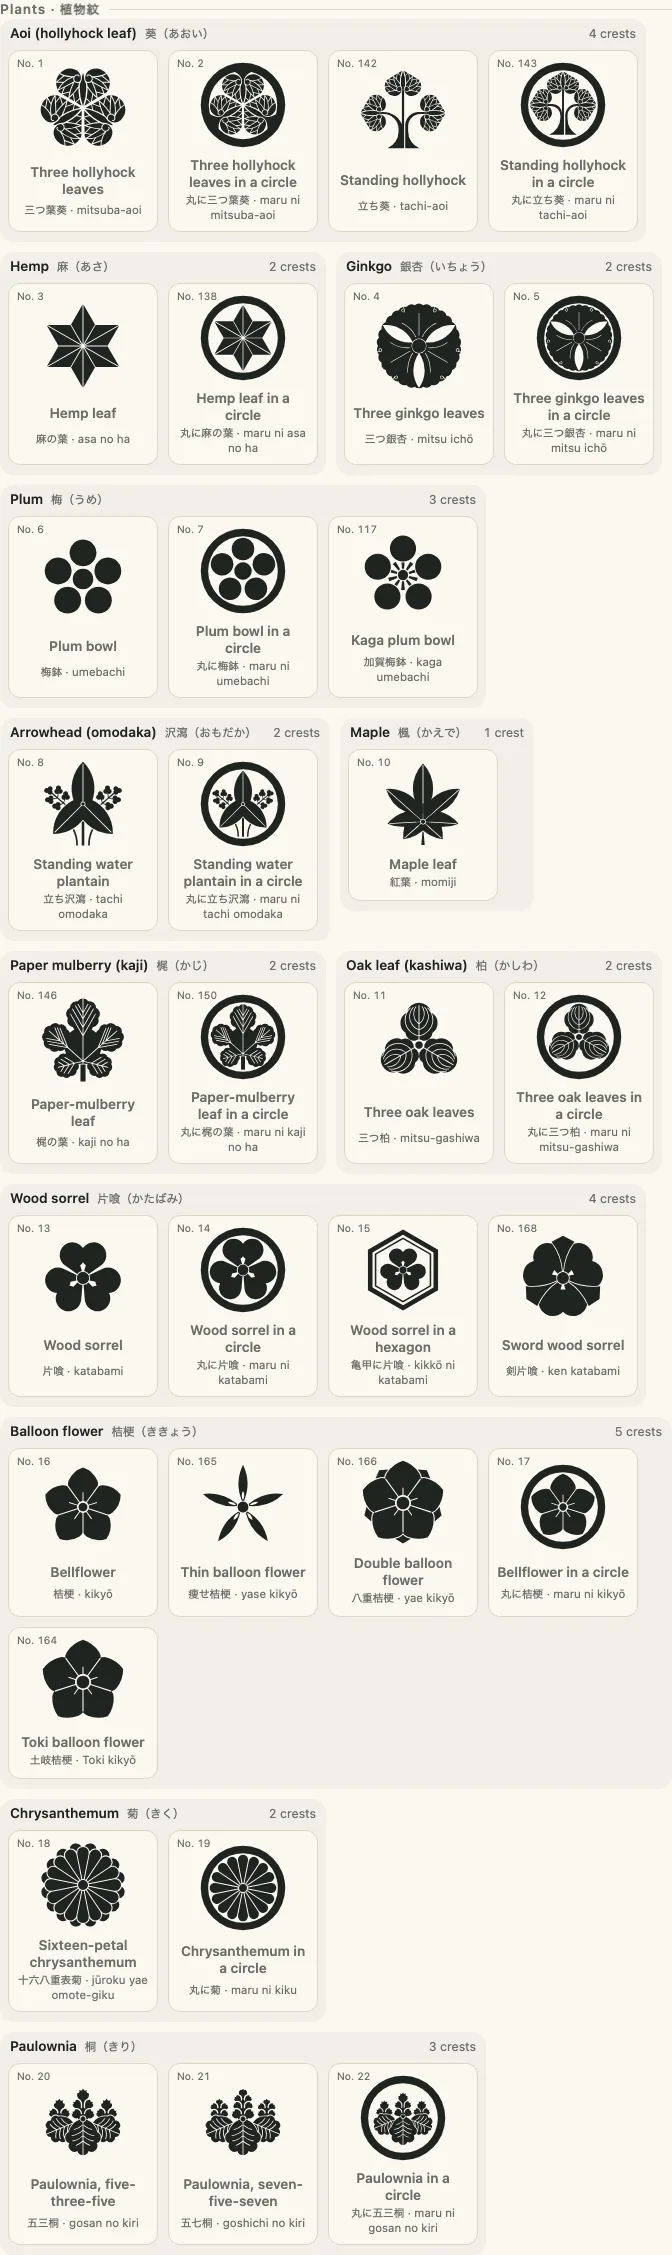 Plants · 植物紋
Aoi (hollyhock leaf) 葵（あおい） 4 crests
No. 1
Three hollyhock
leaves
三つ葉葵 · mitsuba-aoi
No. 2
Three hollyhock
leaves in a circle
丸に三つ葉葵 · maru ni
mitsuba-aoi
No. 142
Standing hollyhock
立ち葵 · tachi-aoi
No. 143
Standing hollyhock
in a circle
丸に立ち葵 · maru ni
tachi-aoi
Hemp 麻（あさ） 2 crests
No. 3
Hemp leaf
麻の葉 · asa no ha
No. 138
Hemp leaf in a
circle
丸に麻の葉 · maru ni asa
no ha
Ginkgo 銀杏（いちょう） 2 crests
No. 4
Three ginkgo leaves
三つ銀杏 · mitsu ichō
No. 5
Three ginkgo leaves
in a circle
丸に三つ銀杏 · maru ni
mitsu ichō
Plum 梅（うめ） 3 crests
No. 6
Plum bowl
梅鉢 · umebachi
No. 7
Plum bowl in a
circle
丸に梅鉢 · maru ni
umebachi
No. 117
Kaga plum bowl
加賀梅鉢 · kaga
umebachi
Arrowhead (omodaka) 沢瀉（おもだか） 2 crests
No. 8
Standing water
plantain
立ち沢瀉 · tachi
omodaka
No. 9
Standing water
plantain in a circle
丸に立ち沢瀉 · maru ni
tachi omodaka
Maple 楓（かえで） 1 crest
No. 10
Maple leaf
紅葉 · momiji
Paper mulberry (kaji) 梶（かじ） 2 crests
No. 146
Paper-mulberry
leaf
梶の葉 · kaji no ha
No. 150
Paper-mulberry
leaf in a circle
丸に梶の葉 · maru ni kaji
no ha
Oak leaf (kashiwa) 柏（かしわ） 2 crests
No. 11
Three oak leaves
三つ柏 · mitsu-gashiwa
No. 12
Three oak leaves in
a circle
丸に三つ柏 · maru ni
mitsu-gashiwa
Wood sorrel 片喰（かたばみ） 4 crests
No. 13
Wood sorrel
片喰 · katabami
No. 14
Wood sorrel in a
circle
丸に片喰 · maru ni
katabami
No. 15
Wood sorrel in a
hexagon
亀甲に片喰 · kikkō ni
katabami
No. 168
Sword wood sorrel
剣片喰 · ken katabami
Balloon flower 桔梗（ききょう） 5 crests
No. 16
Bellflower
桔梗 · kikyō
No. 165
Thin balloon flower
痩せ桔梗 · yase kikyō
No. 166
Double balloon
flower
八重桔梗 · yae kikyō
No. 17
Bellflower in a circle
丸に桔梗 · maru ni kikyō
No. 164
Toki balloon flower
土岐桔梗 · Toki kikyō
Chrysanthemum 菊（きく） 2 crests
No. 18
Sixteen-petal
chrysanthemum
十六八重表菊 · jūroku yae
omote-giku
No. 19
Chrysanthemum in
a circle
丸に菊 · maru ni kiku
Paulownia 桐（きり） 3 crests
No. 20
Paulownia, five-
three-five
五三桐 · gosan no kiri
No. 21
Paulownia, seven-
five-seven
五七桐 · goshichi no kiri
No. 22
Paulownia in a
circle
丸に五三桐 · maru ni
gosan no kiri